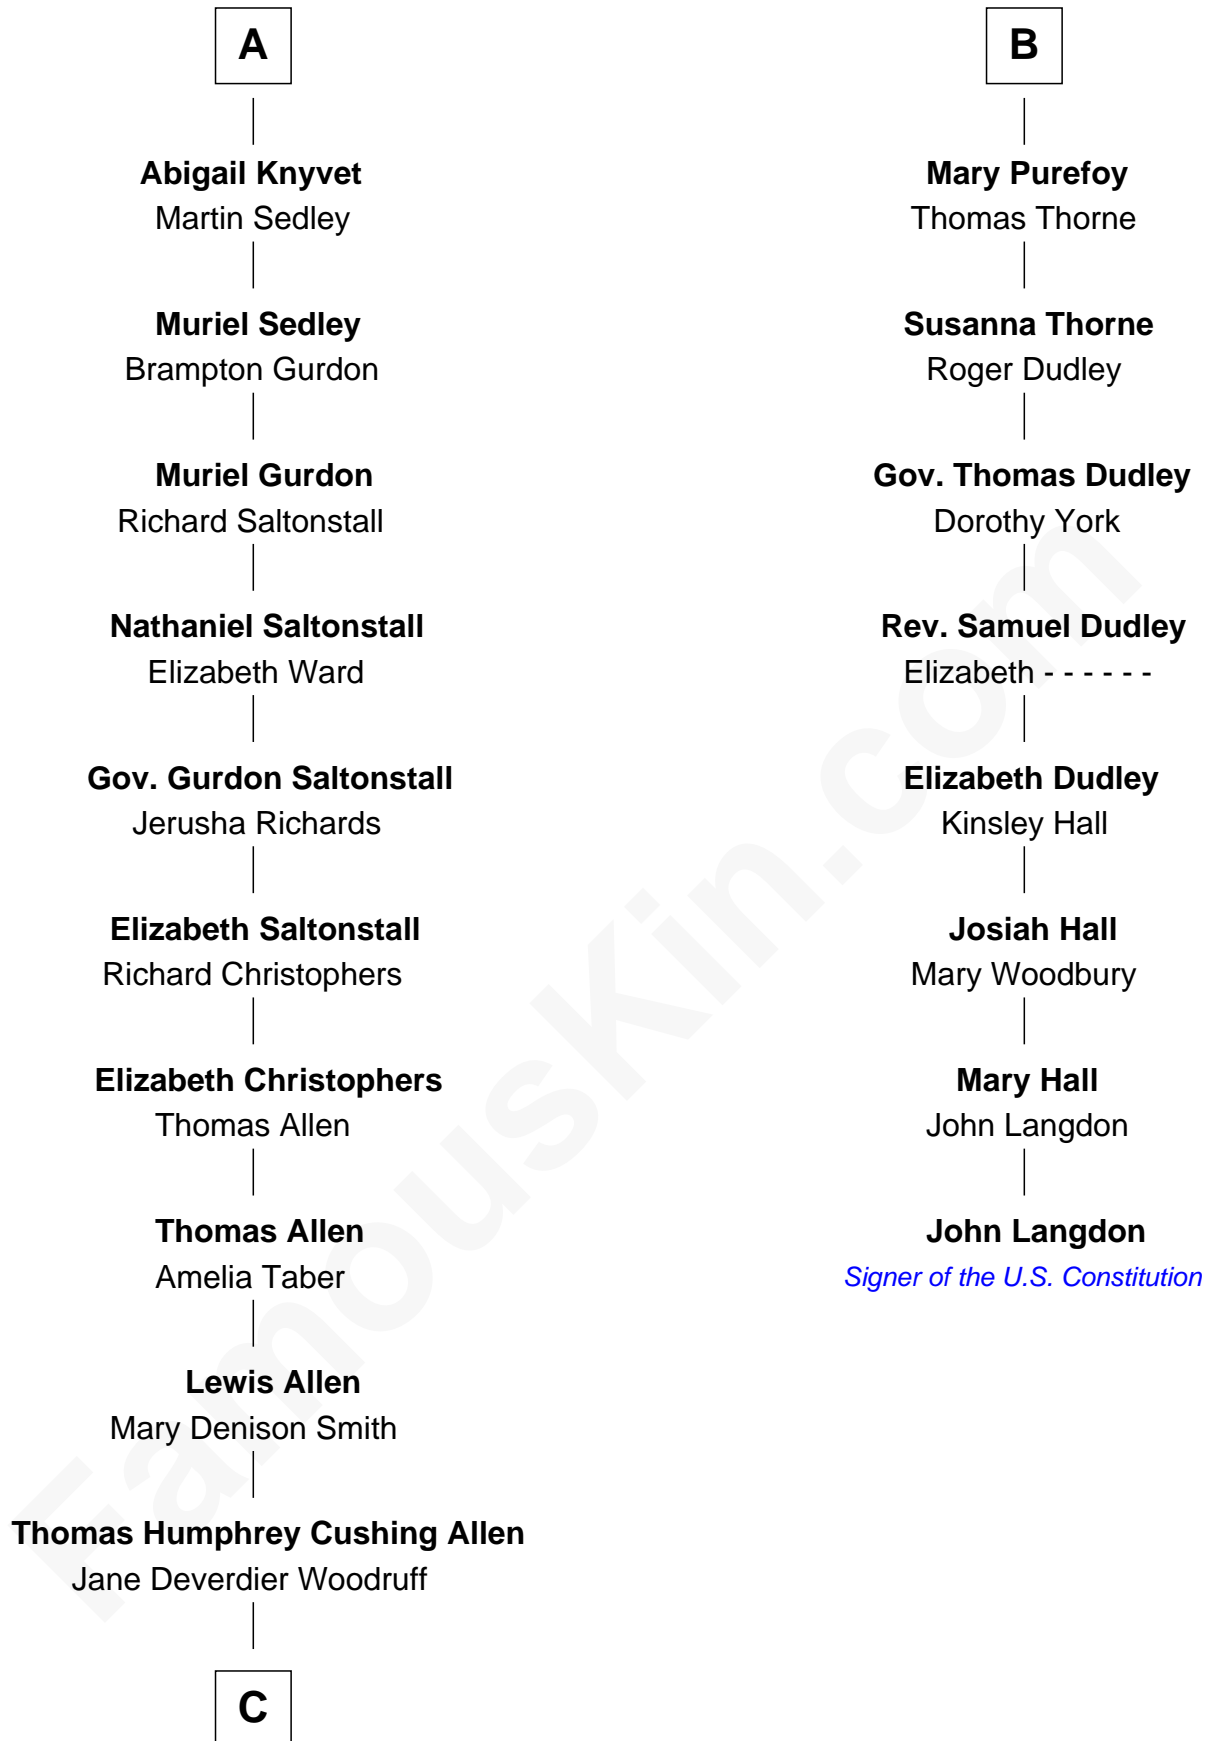 A
Abigail Knyvet
Martin Sedley
Muriel Sedley
Brampton Gurdon
Muriel Gurdon
Richard Saltonstall
Nathaniel Saltonstall
Elizabeth Ward
Gov. Gurdon Saltonstall
Jerusha Richards
Elizabeth Saltonstall
Richard Christophers
Elizabeth Christophers
Thomas Allen
Thomas Allen
Amelia Taber
Lewis Allen
Mary Denison Smith
Thomas Humphrey Cushing Allen
Jane Deverdier Woodruff
C
B
Mary Purefoy
Thomas Thorne
Susanna Thorne
Roger Dudley
Gov. Thomas Dudley
Dorothy York
Rev. Samuel Dudley
Elizabeth - - - - - -
Elizabeth Dudley
Kinsley Hall
Josiah Hall
Mary Woodbury
Mary Hall
John Langdon
John Langdon
Signer of the U.S. Constitution
FamousKin.com